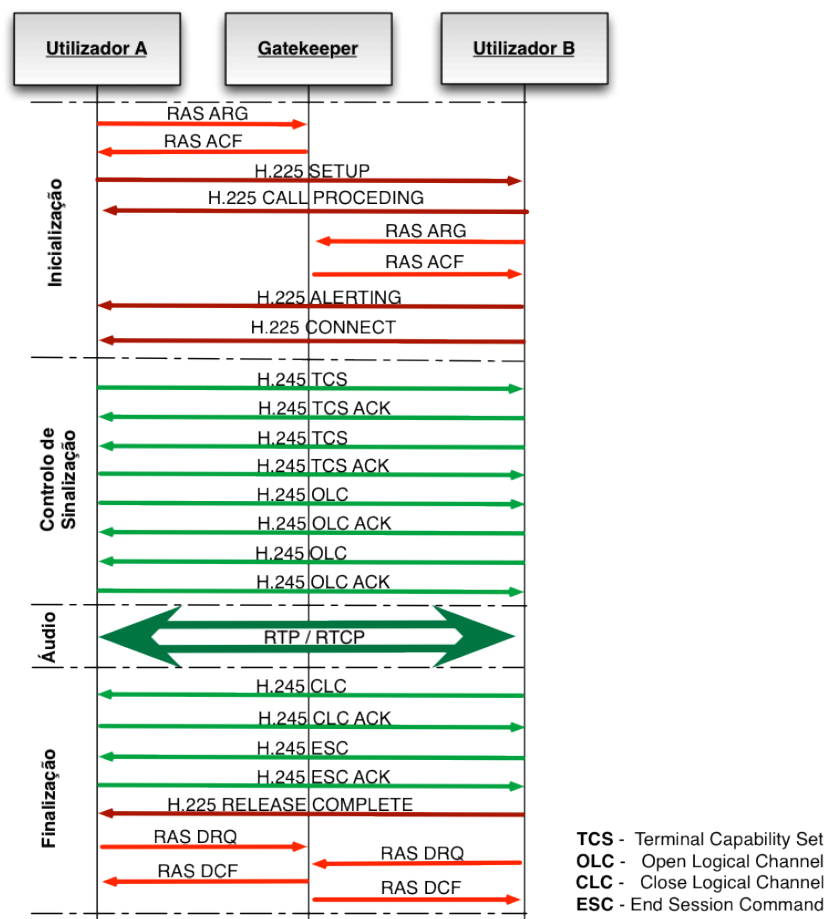 Utilizador A
Gatekeeper
Utilizador B
Inicialização
RAS ARG
RAS ACF
H.225 SETUP
H.225 CALL PROCEDING
RAS ARG
RAS ACF
H.225 ALERTING
H.225 CONNECT
Controlo de
Sinalização
H.245 TCS
H.245 TCS ACK
H.245 TCS
H.245 TCS ACK
H.245 OLC
H.245 OLC ACK
H.245 OLC
H.245 OLC ACK
Áudio
RTP / RTCP
Finalização
H.245 CLC
H.245 CLC ACK
H.245 ESC
H.245 ESC ACK
H.225 RELEASE COMPLETE
RAS DRQ
RAS DRQ
RAS DCF
RAS DCF
TCS - Terminal Capability Set
OLC - Open Logical Channel
CLC - Close Logical Channel
ESC - End Session Command